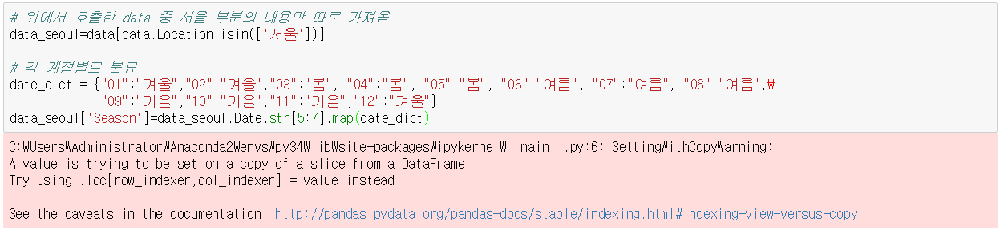 # 위에서 호출한 data 중 서울 부분의 내용만 따로 가져옴
data_seoul=data[data.Location.isin(['서울'])]
# 각 계절별로 분류
date_dict = {"01":"겨울","02":"겨울","03":"봄", "04":"봄", "05":"봄", "06":"여름", "07":"여름", "08":"여름",₩
"09":"가을","10":"가을","11":"가을","12":"겨울"}
data_seoul['Season']=data_seoul.Date.str[5:7].map(date_dict)
C:₩Users₩Administrator₩Anaconda2₩envs₩py34₩lib₩site-packages₩ipykernel₩__main__.py:6: SettingWithCopyWarning:
A value is trying to be set on a copy of a slice from a DataFrame.
Try using .loc[row_indexer,col_indexer] = value instead
See the caveats in the documentation: http://pandas.pydata.org/pandas-docs/stable/indexing.html#indexing-view-versus-copy